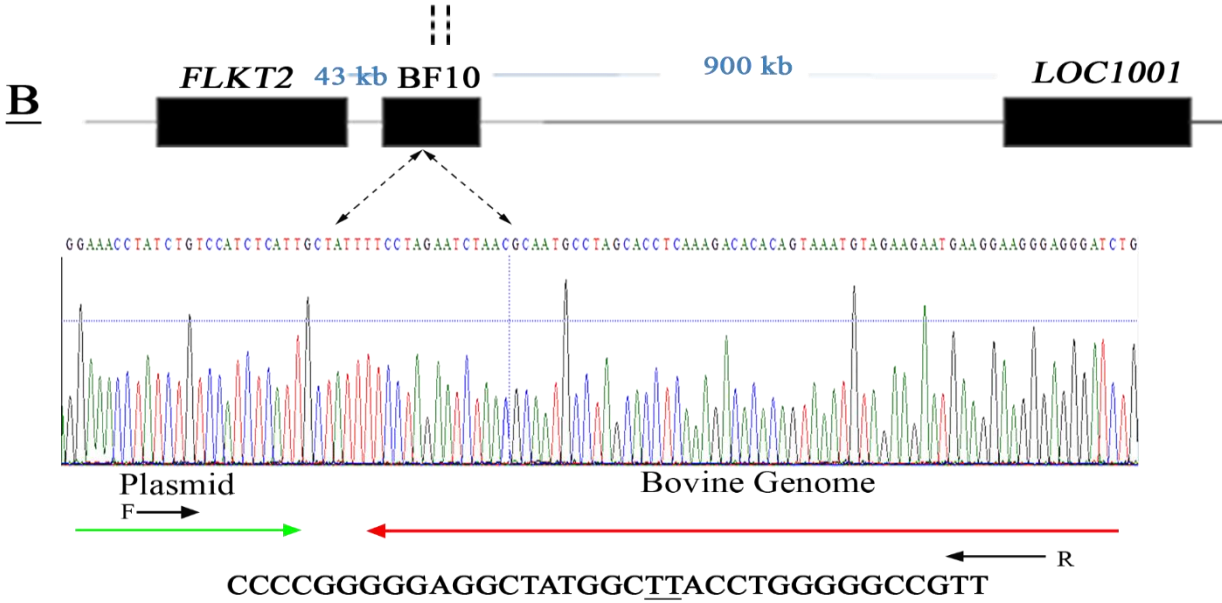 B
FLKT2 43 kb BF10 900 kb LOC1001
GGAAACCTATCTGTCCATCTCATTGCTATTTTCCTAGAATCTAACGCAATGCCTAGCACCTCAAAGACACACAGTAAATGTAGAAGAATGAAGGAAGGGAGGGATCTG
Plasmid Bovine Genome
F
R
CCCCGGGGGAGGCTATGGCTTACCTGGGGGCCGTT